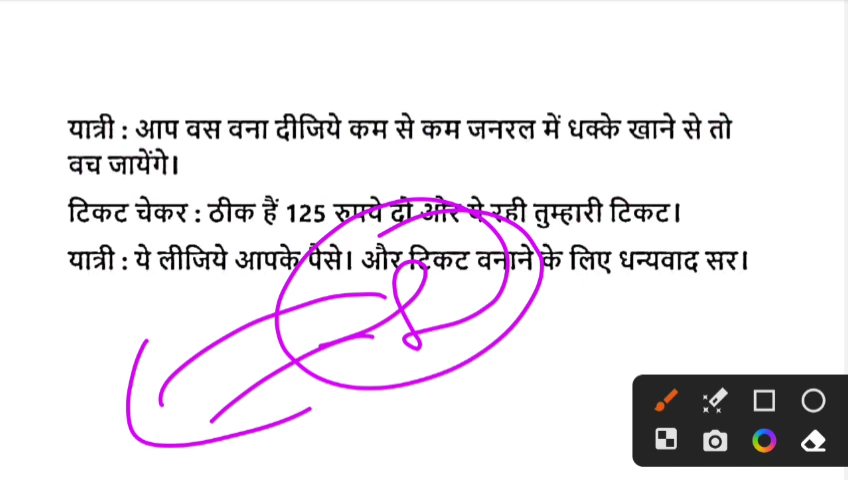 यात्री : आप वस वना दीजिये कम से कम जनरल में धक्के खाने से तो
वच जायेंगे।
टिकट चेकर : ठीक हैं 125 रुपये दो और ये रही तुम्हारी टिकट।
यात्री : ये लीजिये आपके पैसे। और टिकट वनाने के लिए धन्यवाद सर।